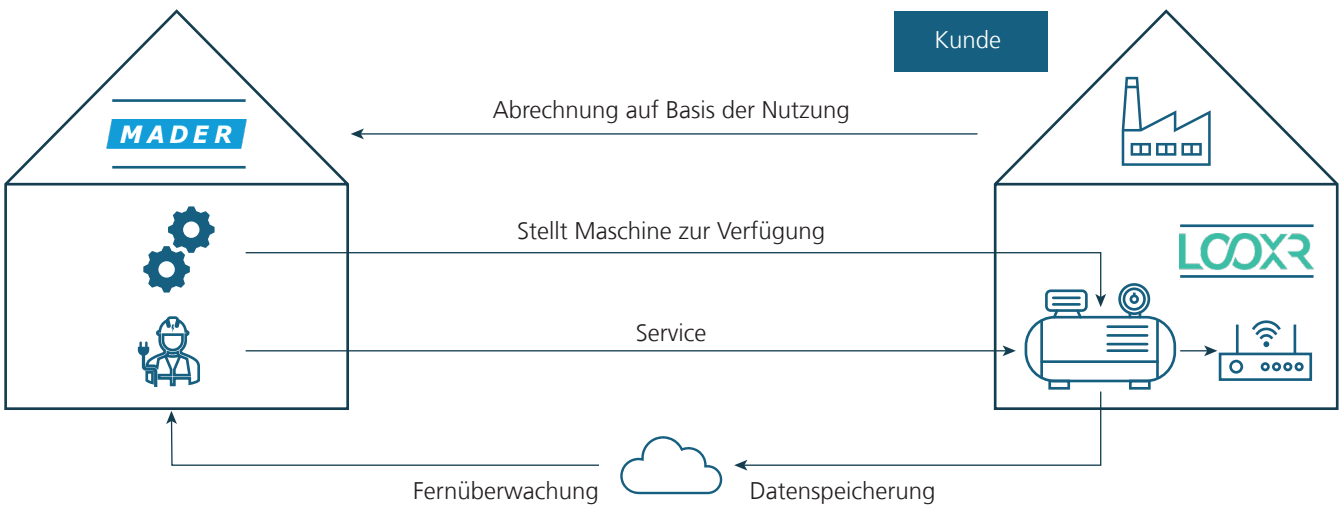 Kunde
Abrechnung auf Basis der Nutzung
MADER
Stellt Maschine zur Verfügung
LOOXR
Service
Fernüberwachung
Datenspeicherung